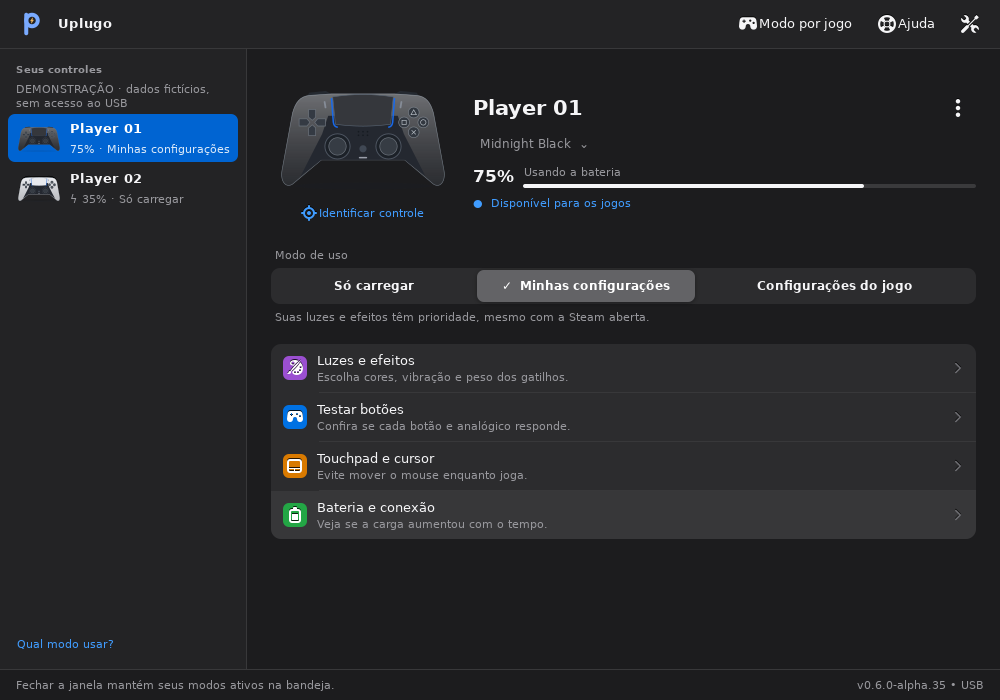 Uplugo
Modo por jogo
Ajuda
Seus controles
DEMONSTRAÇÃO · dados fictícios,
sem acesso ao USB
Player 01
75% · Minhas configurações
Player 02
ϟ 35% · Só carregar
Qual modo usar?
Identificar controle
Player 01
Midnight Black
75%
Usando a bateria
Disponível para os jogos
Modo de uso
Só carregar
✓ Minhas configurações
Configurações do jogo
Suas luzes e efeitos têm prioridade, mesmo com a Steam aberta.
Luzes e efeitos
Escolha cores, vibração e peso dos gatilhos.
Testar botões
Confira se cada botão e analógico responde.
Touchpad e cursor
Evite mover o mouse enquanto joga.
Bateria e conexão
Veja se a carga aumentou com o tempo.
Fechar a janela mantém seus modos ativos na bandeja.
v0.6.0-alpha.35 • USB